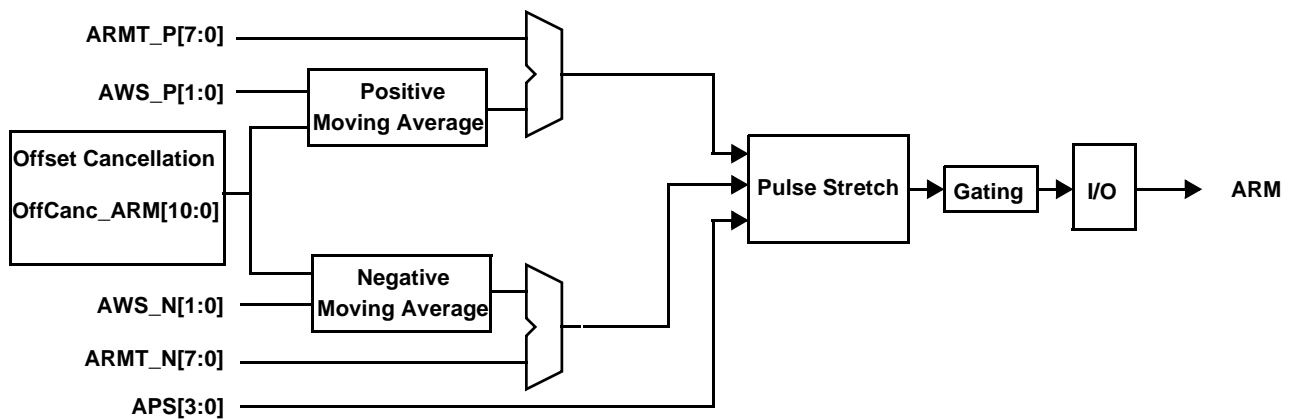 ARMT_P[7:0]
AWS_P[1:0]
Positive
Moving Average
Offset Cancellation
OffCanc_ARM[10:0]
Pulse Stretch
Gating
I/O
ARM
Negative
Moving Average
AWS_N[1:0]
ARMT_N[7:0]
APS[3:0]